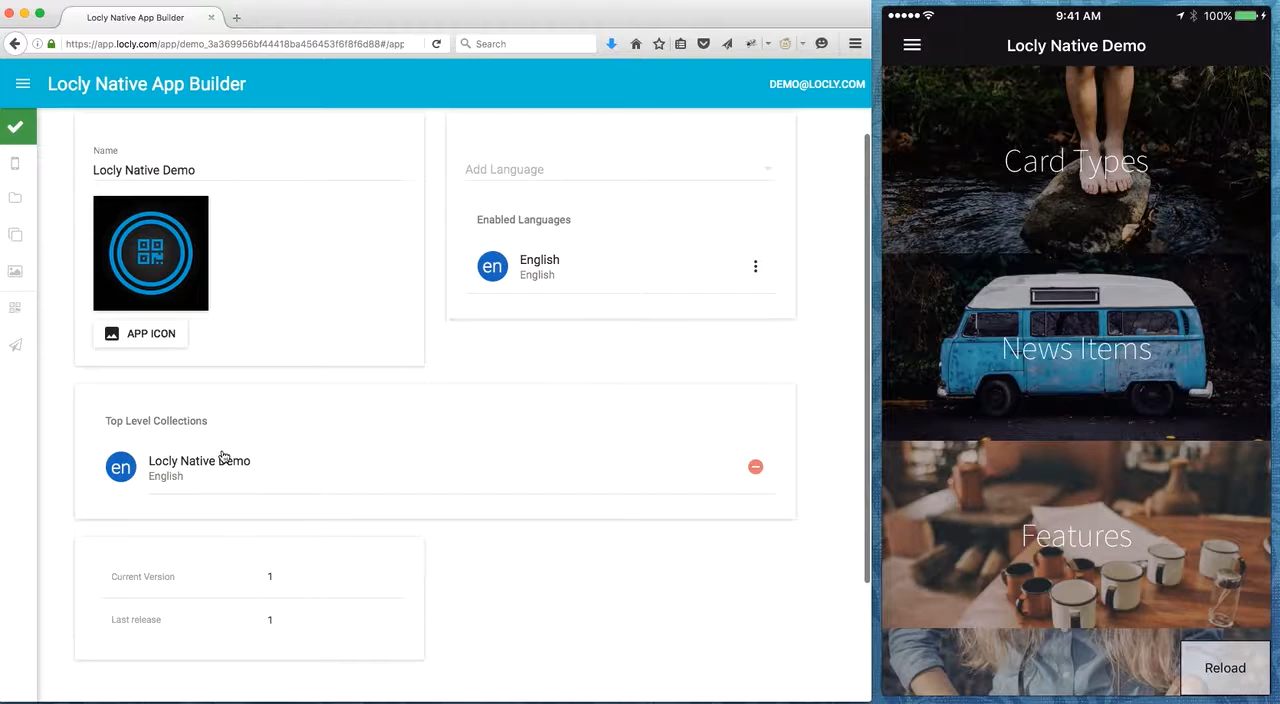 Locly Native App Builder
https://app.locly.com/app/demo_3a369956bf44418ba456453f6f8f6d88#/app
Search
Locly Native App Builder
DEMO@LOCLY.COM
Name
Locly Native Demo
APP ICON
Add Language
Enabled Languages
en
English
English
Top Level Collections
en
Locly Native Demo
English
Current Version 1
Last release 1
9:41 AM
100%
Locly Native Demo
Card Types
News Items
Features
Reload